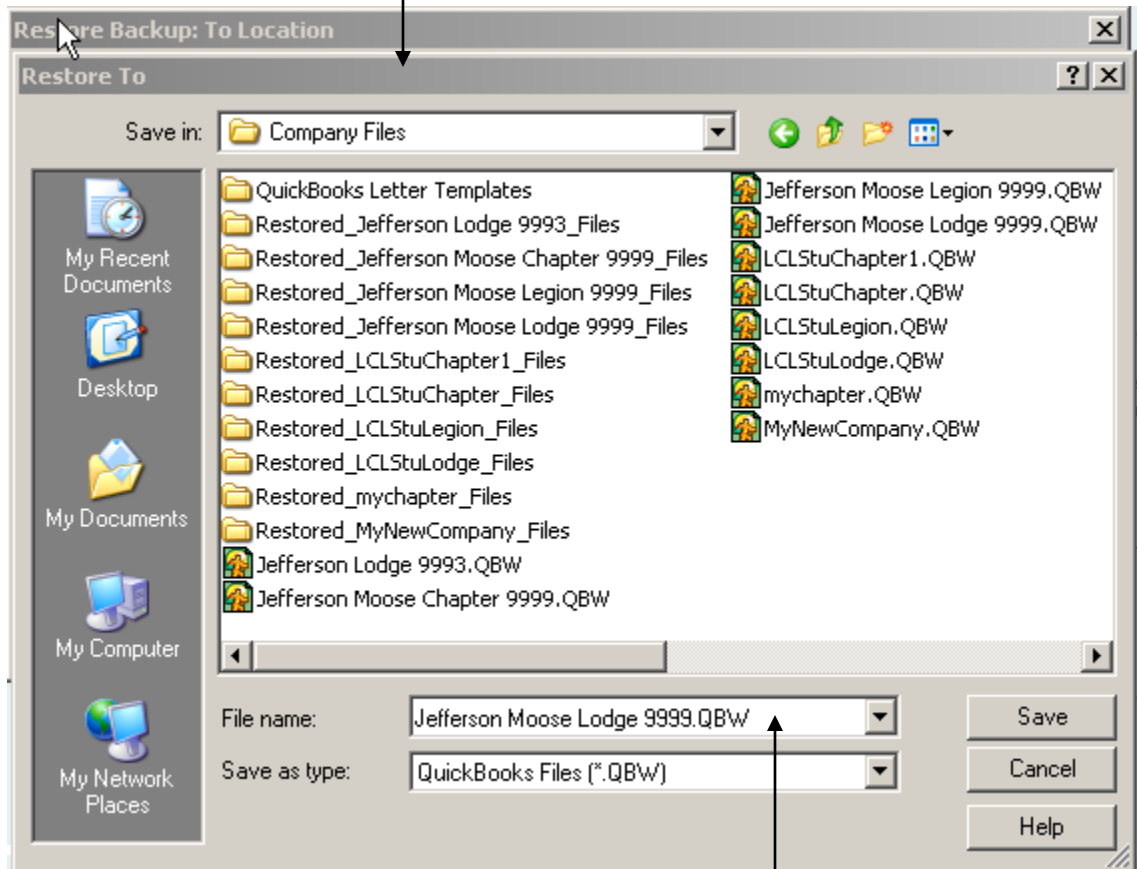 Restore Backup: To Location
Restore To
Save in:
Company Files
My Recent
Documents
Desktop
My Documents
My Computer
My Network
Places
QuickBooks Letter Templates
Restored_Jefferson Lodge 9993_Files
Restored_Jefferson Moose Chapter 9999_Files
Restored_Jefferson Moose Legion 9999_Files
Restored_Jefferson Moose Lodge 9999_Files
Restored_LCLStuChapter1_Files
Restored_LCLStuChapter_Files
Restored_LCLStuLegion_Files
Restored_LCLStuLodge_Files
Restored_mychapter_Files
Restored_MyNewCompany_Files
Jefferson Lodge 9993.QBW
Jefferson Moose Chapter 9999.QBW
Jefferson Moose Legion 9999.QBW
Jefferson Moose Lodge 9999.QBW
LCLStuChapter1.QBW
LCLStuChapter.QBW
LCLStuLegion.QBW
LCLStuLodge.QBW
mychapter.QBW
MyNewCompany.QBW
File name:
Jefferson Moose Lodge 9999.QBW
Save
Save as type:
QuickBooks Files (*.QBW)
Cancel
Help